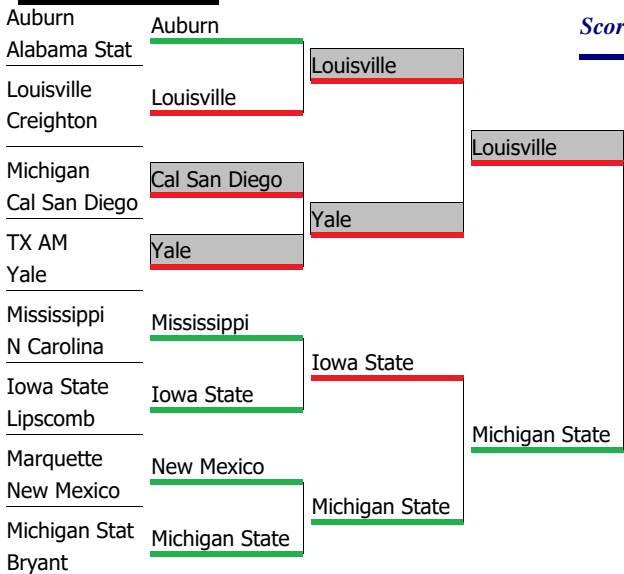 Auburn
Alabama Stat
Louisville
Creighton
Michigan
Cal San Diego
TX AM
Yale
Mississippi
N Carolina
Iowa State
Lipscomb
Marquette
New Mexico
Michigan Stat
Bryant
Auburn
Louisville
Cal San Diego
Yale
Mississippi
Iowa State
New Mexico
Michigan State
Louisville
Yale
Iowa State
Michigan State
Louisville
Michigan State
Scor